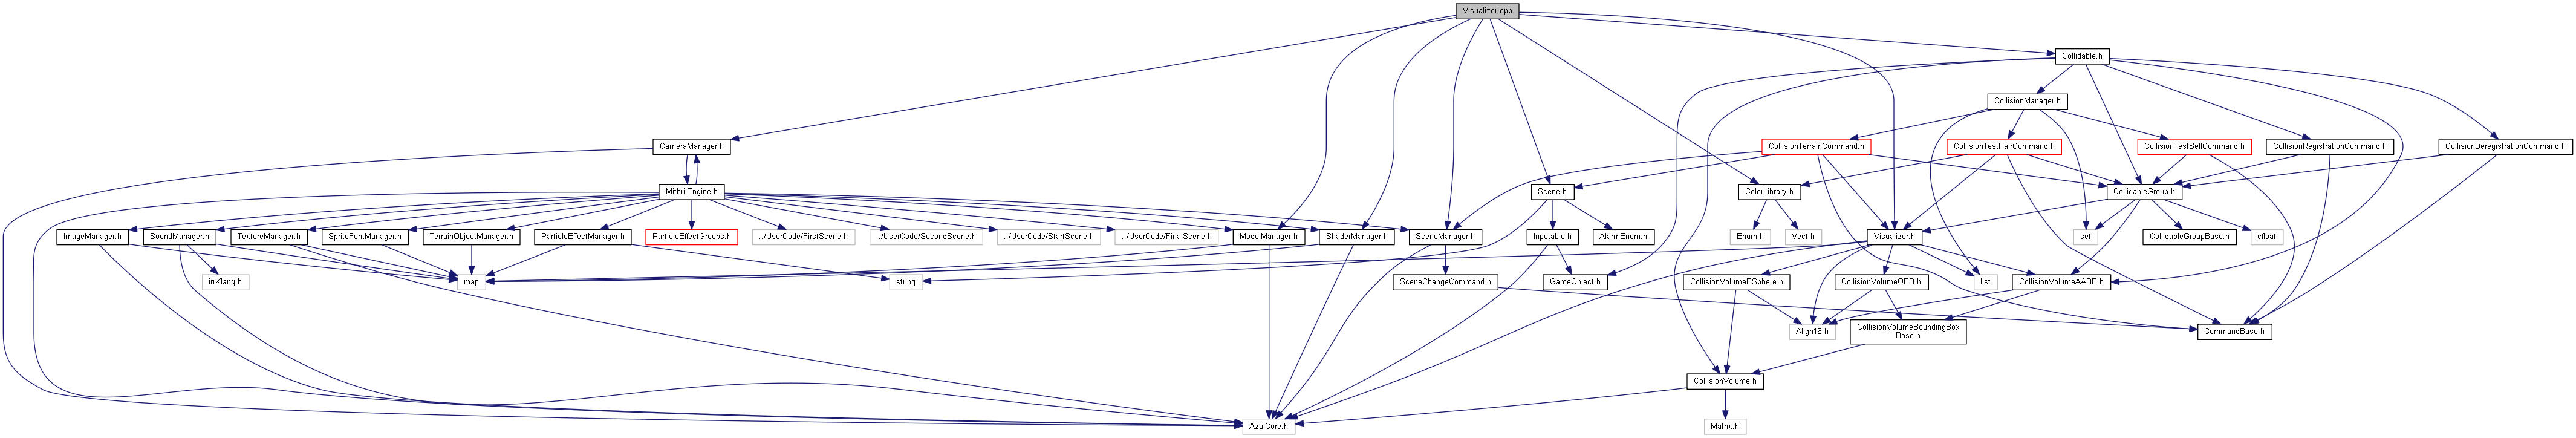 Visualizer.cpp
Collidable.h
CollisionManager.h
CameraManager.h
CollisionTerrainCommand.h
CollisionTestPairCommand.h
CollisionTestSelfCommand.h
CollisionRegistrationCommand.h
CollisionDeregistrationCommand.h
MithrilEngine.h
Scene.h
ColorLibrary.h
CollidableGroup.h
ImageManager.h
SoundManager.h
TextureManager.h
SpriteFontManager.h
TerrainObjectManager.h
ParticleEffectManager.h
ParticleEffectGroups.h
../UserCode/FirstScene.h
../UserCode/SecondScene.h
../UserCode/StartScene.h
../UserCode/FinalScene.h
ModelManager.h
ShaderManager.h
SceneManager.h
Inputable.h
AlarmEnum.h
Enum.h
Vect.h
Visualizer.h
set
CollidableGroupBase.h
cfloat
irrKlang.h
map
string
GameObject.h
SceneChangeCommand.h
CollisionVolumeBSphere.h
CollisionVolumeOBB.h
list
CollisionVolumeAABB.h
Align16.h
CollisionVolumeBoundingBox
Base.h
CommandBase.h
CollisionVolume.h
AzulCore.h
Matrix.h